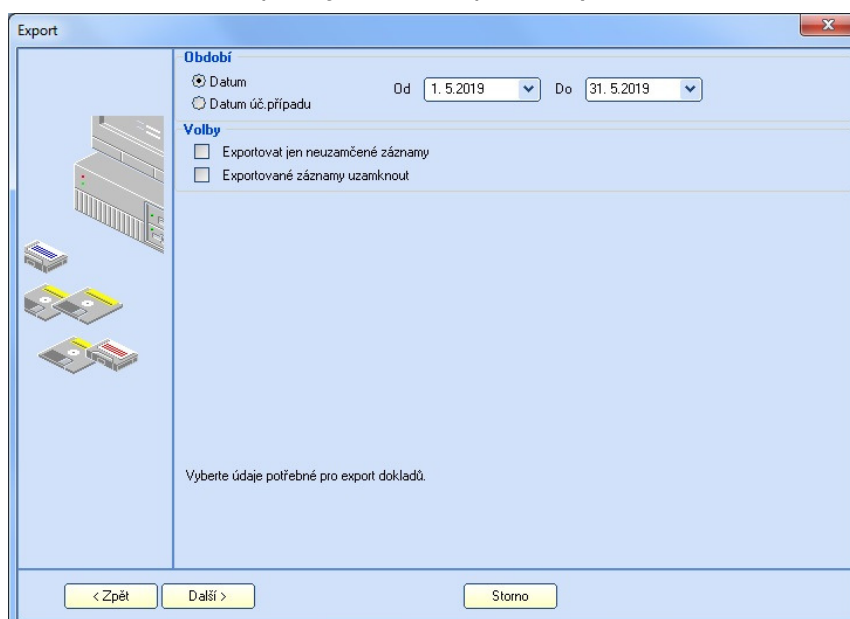 Export
Období
Datum
Datum úč.případu
Od 1. 5.2019 Do 31. 5.2019
Volby
Exportovat jen neuzamčené záznamy
Exportované záznamy uzamknout
Vyberte údaje potřebné pro export dokladů.
< Zpět Další > Storno